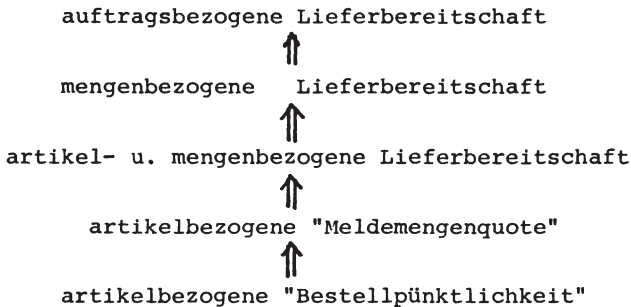 auftragsbezogene Lieferbereitschaft
mengenbezogene Lieferbereitschaft
artikel- u. mengenbezogene Lieferbereitschaft
artikelbezogene "Meldemengenquote"
artikelbezogene "Bestellpünktlichkeit"